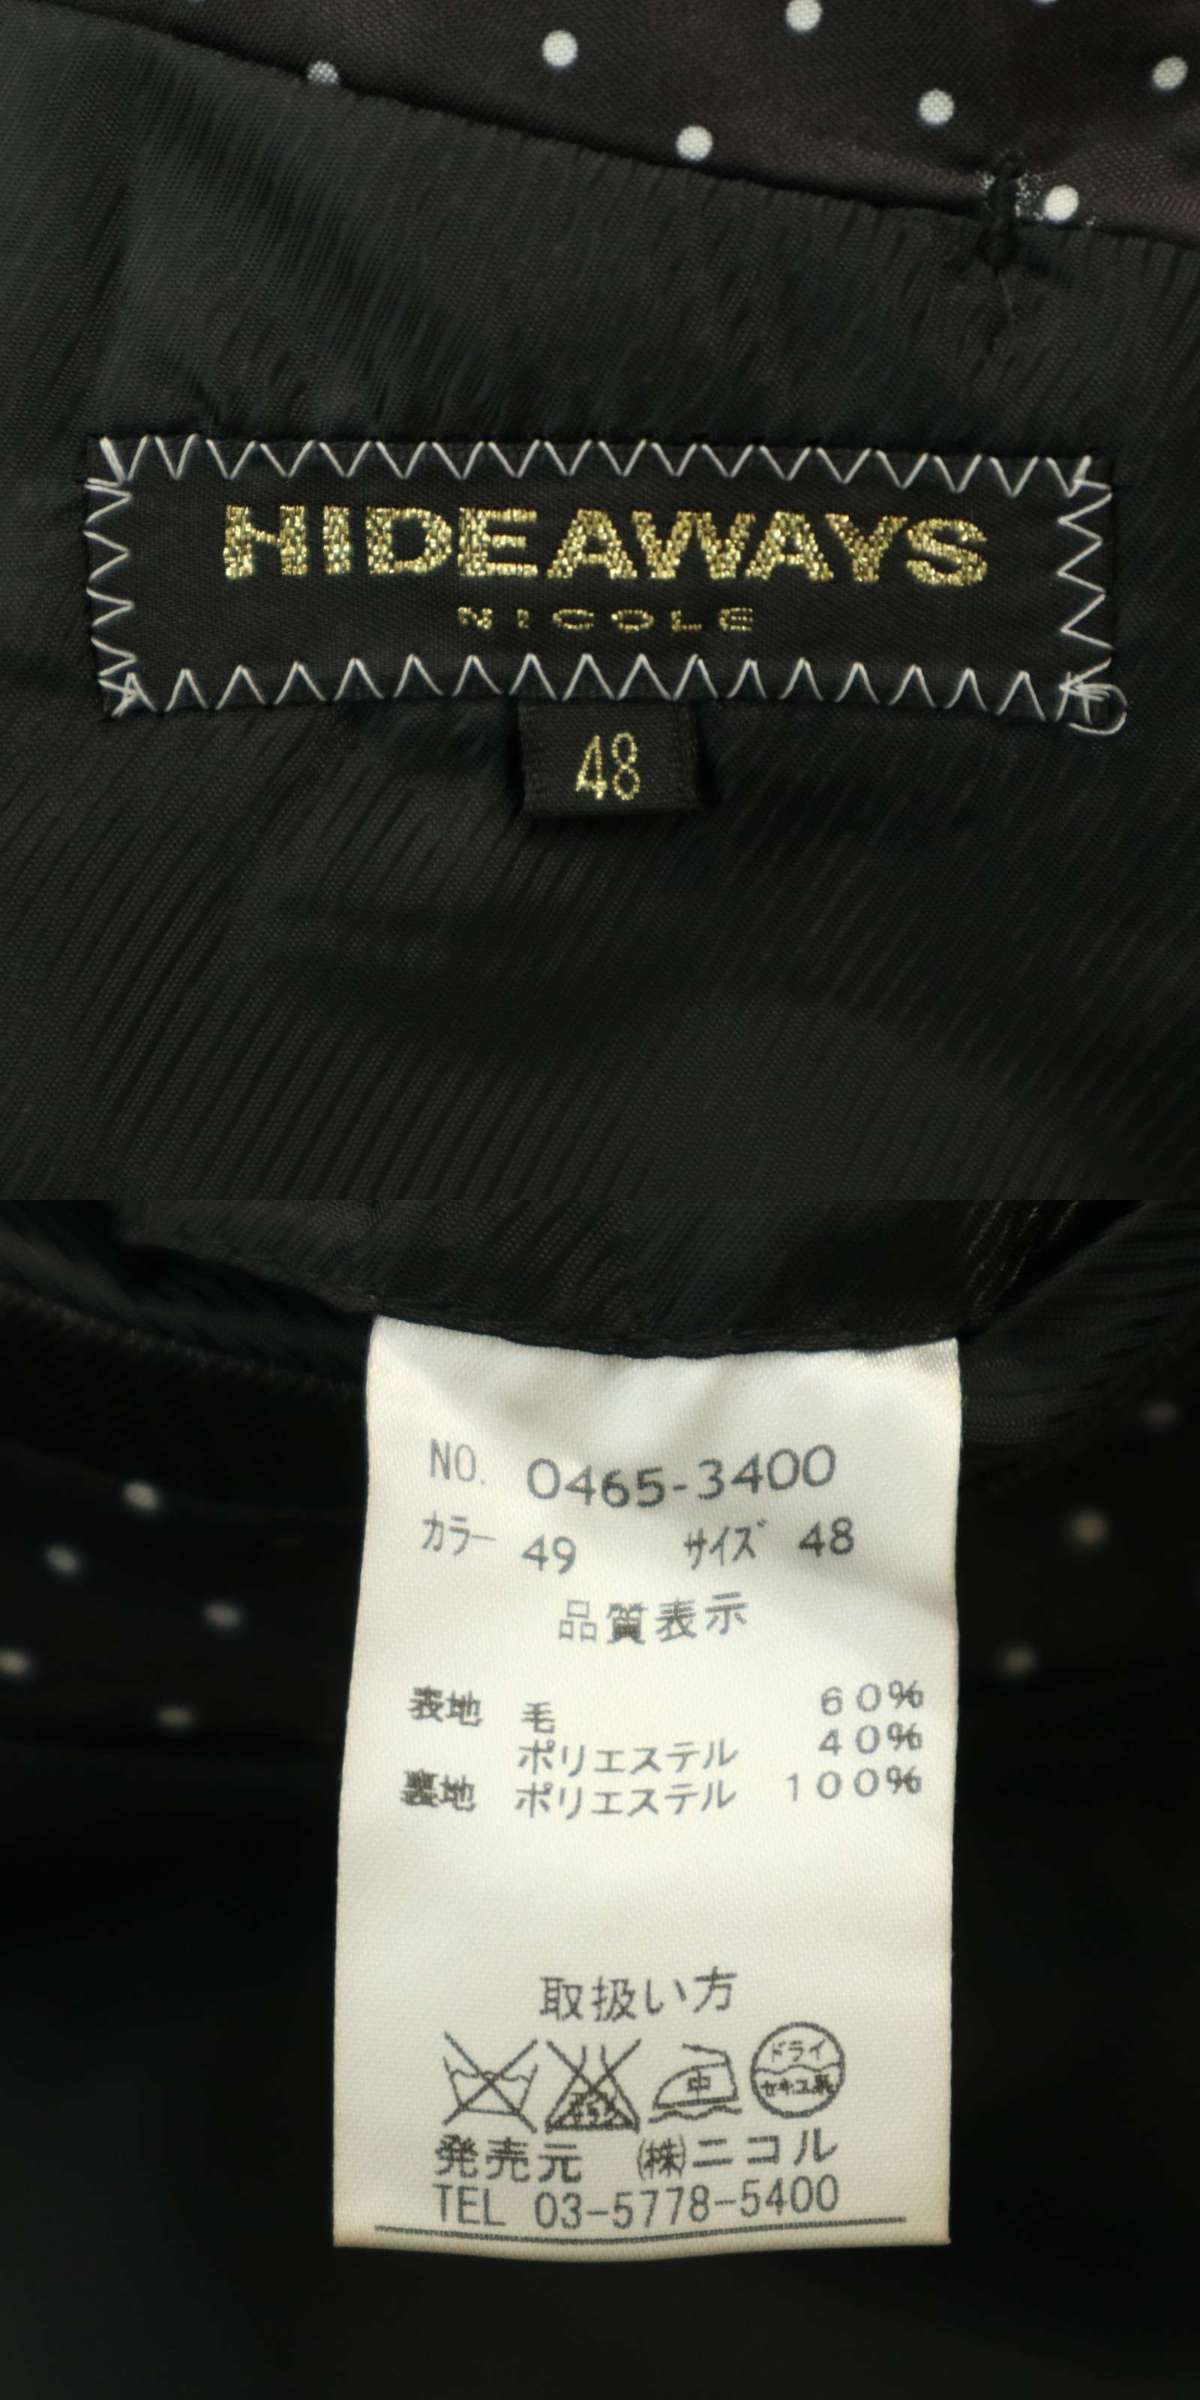 HIDEAWAYS
NICOLE
48
NO. 0465-3400
カラー 49 サイズ 48
品質表示
表地 毛 60%
ポリエステル 40%
裏地 ポリエステル 100%
取扱い方
中 ドライ
セキユ系
発売元 (株)ニコル
TEL 03-5778-5400